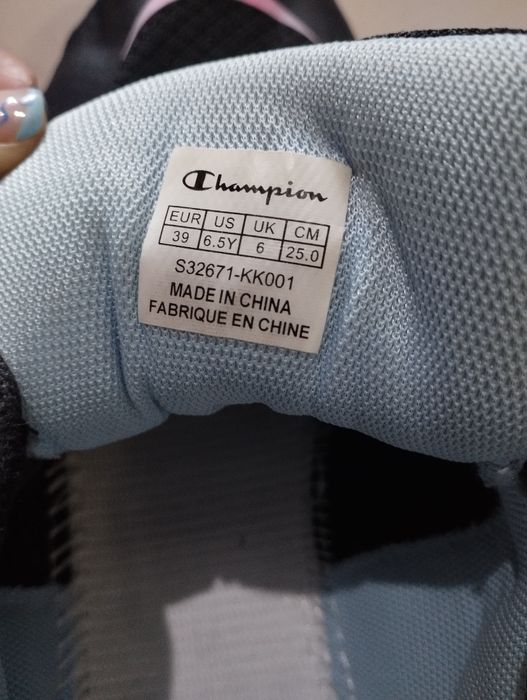 Champion
EUR US UK CM
39 6.5Y 6 25.0
S32671-KK001
MADE IN CHINA
FABRIQUE EN CHINE